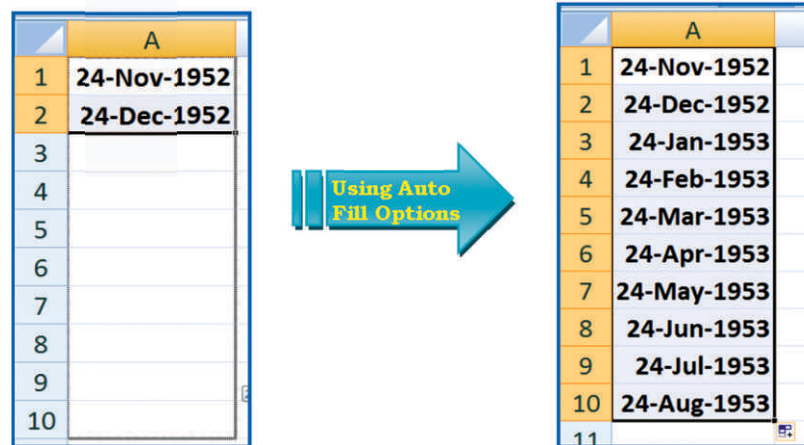 A
1 24-Nov-1952
2 24-Dec-1952
3
4
5
6
7
8
9
10
Using Auto
Fill Options
A
1 24-Nov-1952
2 24-Dec-1952
3 24-Jan-1953
4 24-Feb-1953
5 24-Mar-1953
6 24-Apr-1953
7 24-May-1953
8 24-Jun-1953
9 24-Jul-1953
10 24-Aug-1953
11